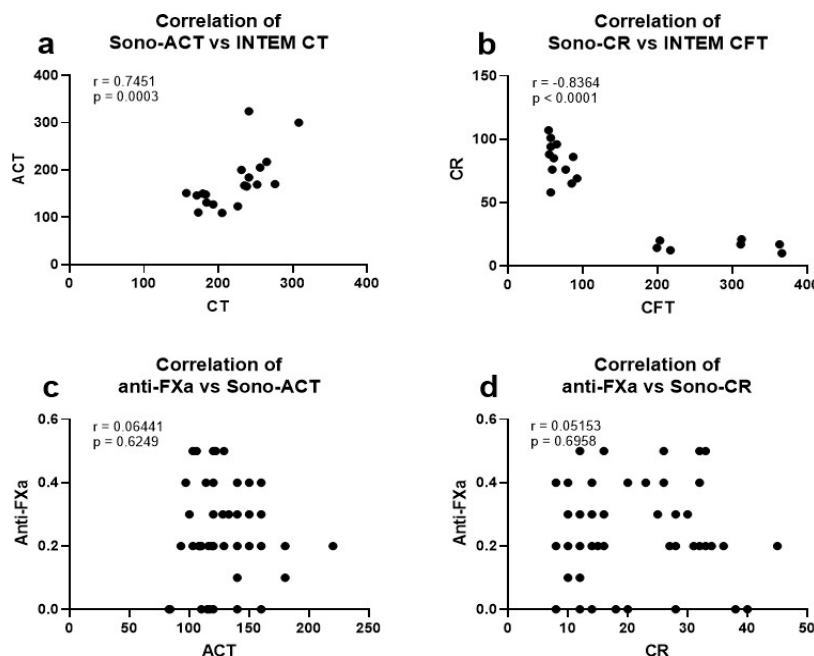 a
Correlation of
Sono-ACT vs INTEM CT
r = 0.7451
p = 0.0003
400
300
200
100
0
ACT
0
100
200
300
400
CT
b
Correlation of
Sono-CR vs INTEM CFT
r = -0.8364
p < 0.0001
150
100
50
0
CR
0
100
200
300
400
CFT
c
Correlation of
anti-FXa vs Sono-ACT
r = 0.06441
p = 0.6249
0.6
0.4
0.2
0.0
Anti-FXa
0
50
100
150
200
250
ACT
d
Correlation of
anti-FXa vs Sono-CR
r = 0.05153
p = 0.6958
0.6
0.4
0.2
0.0
Anti-FXa
0
10
20
30
40
50
CR